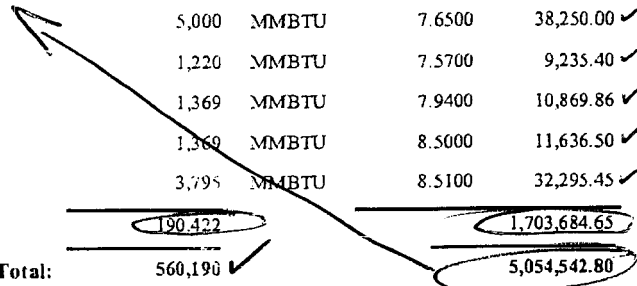 5,000 MMBTU 7.6500 38,250.00
1,220 MMBTU 7.5700 9,235.40
1,369 MMBTU 7.9400 10,869.86
1,369 MMBTU 8.5000 11,636.50
3,795 MMBTU 8.5100 32,295.45
190,422 1,703,684.65
Total: 560,190 5,054,542.80